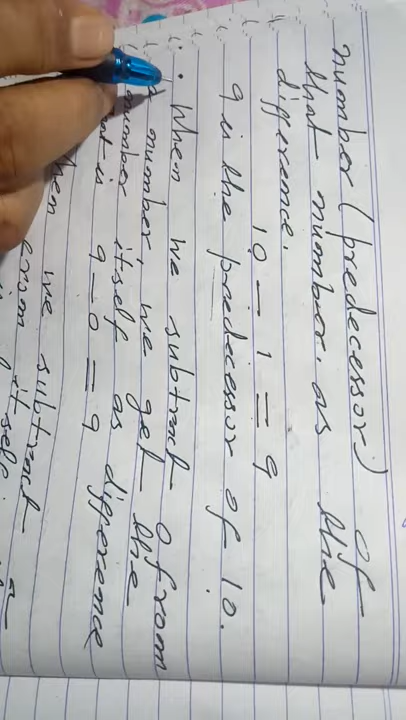 number (predecessor) of
that number. as the
difference.
10 - 1 = 9
9 is the predecessor of 10.
• When we subtract 0 from
number, we get the
number itself as difference
that is 9 - 0 = 9
when we subtract a
from itself.